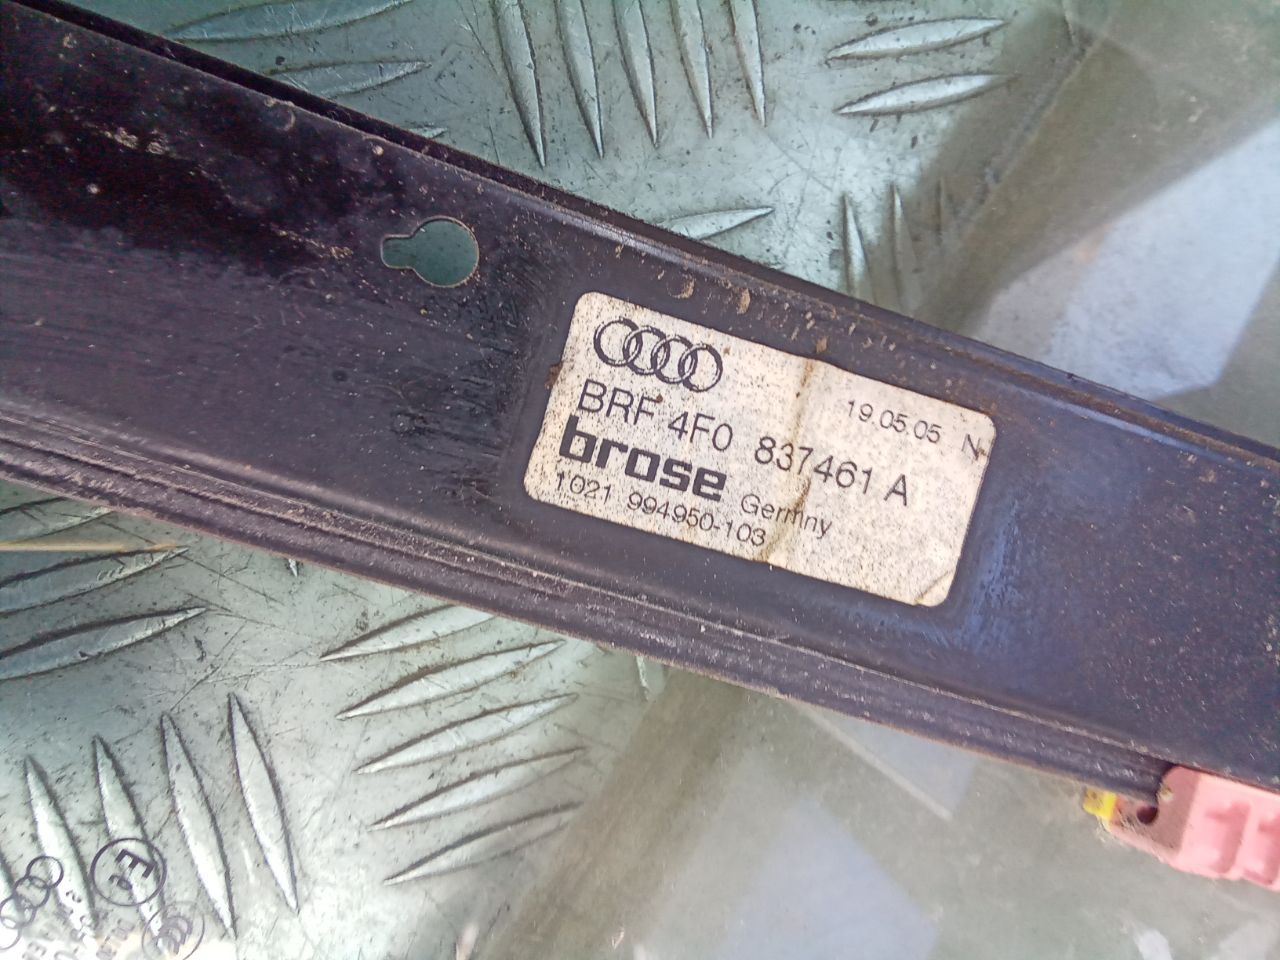 19.05.05 N
BRF 4F0 837461 A
brose Germny
1021 994950-103